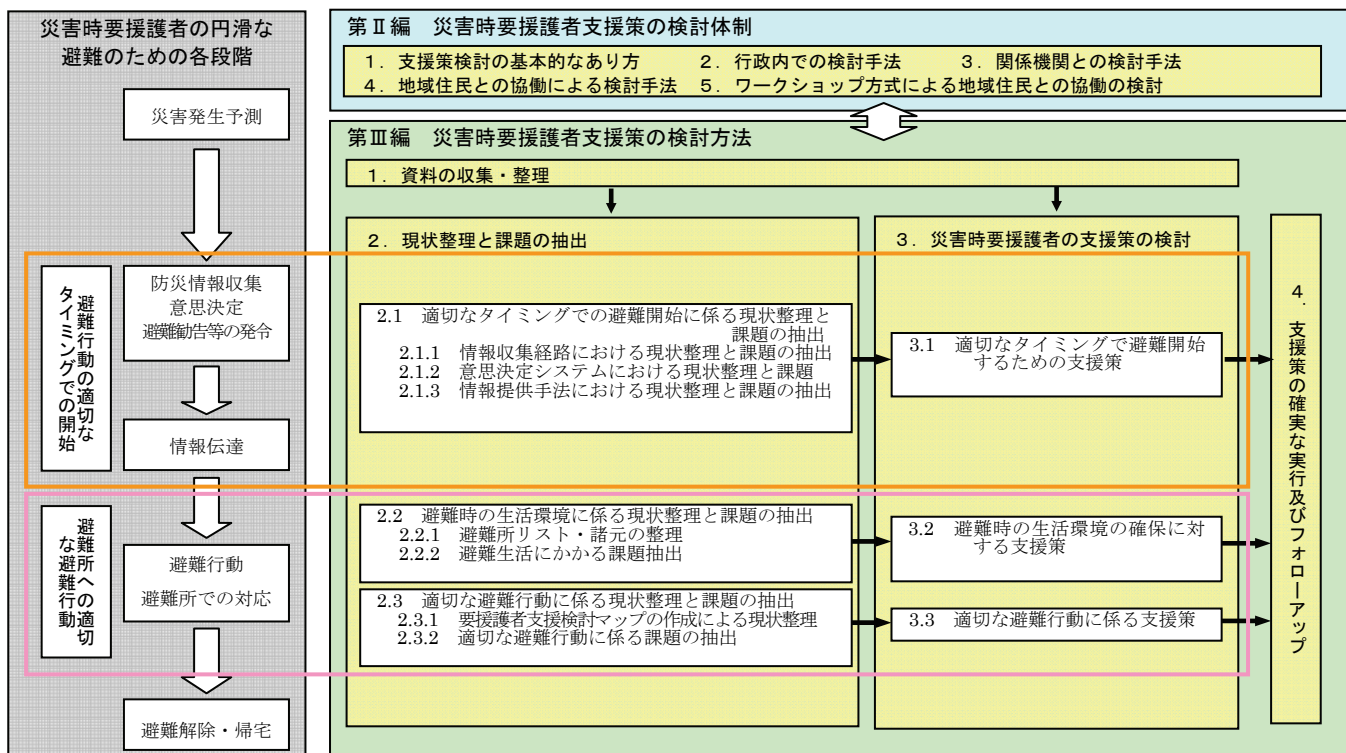 災害時要援護者の円滑な
避難のための各段階
災害発生予測
防災情報収集
意思決定
避難勧告等の発令
情報伝達
避難行動
避難所での対応
避難解除・帰宅
避難行動の適切な
タイミングでの開始
避難所への適切
な避難行動
第Ⅱ編　災害時要援護者支援策の検討体制
１．支援策検討の基本的なあり方　２．行政内での検討手法　３．関係機関との検討手法
４．地域住民との協働による検討手法　５．ワークショップ方式による地域住民との協働の検討
第Ⅲ編　災害時要援護者支援策の検討方法
１．資料の収集・整理
２．現状整理と課題の抽出
2.1　適切なタイミングでの避難開始に係る現状整理と
課題の抽出
2.1.1　情報収集経路における現状整理と課題の抽出
2.1.2　意思決定システムにおける現状整理と課題
2.1.3　情報提供手法における現状整理と課題の抽出
2.2　避難時の生活環境に係る現状整理と課題の抽出
2.2.1　避難所リスト・諸元の整理
2.2.2　避難生活にかかる課題抽出
2.3　適切な避難行動に係る現状整理と課題の抽出
2.3.1　要援護者支援検討マップの作成による現状整理
2.3.2　適切な避難行動に係る課題の抽出
３．災害時要援護者の支援策の検討
3.1　適切なタイミングで避難開始
するための支援策
3.2　避難時の生活環境の確保に対
する支援策
3.3　適切な避難行動に係る支援策
４．支援策の確実な実行及びフォローアップ